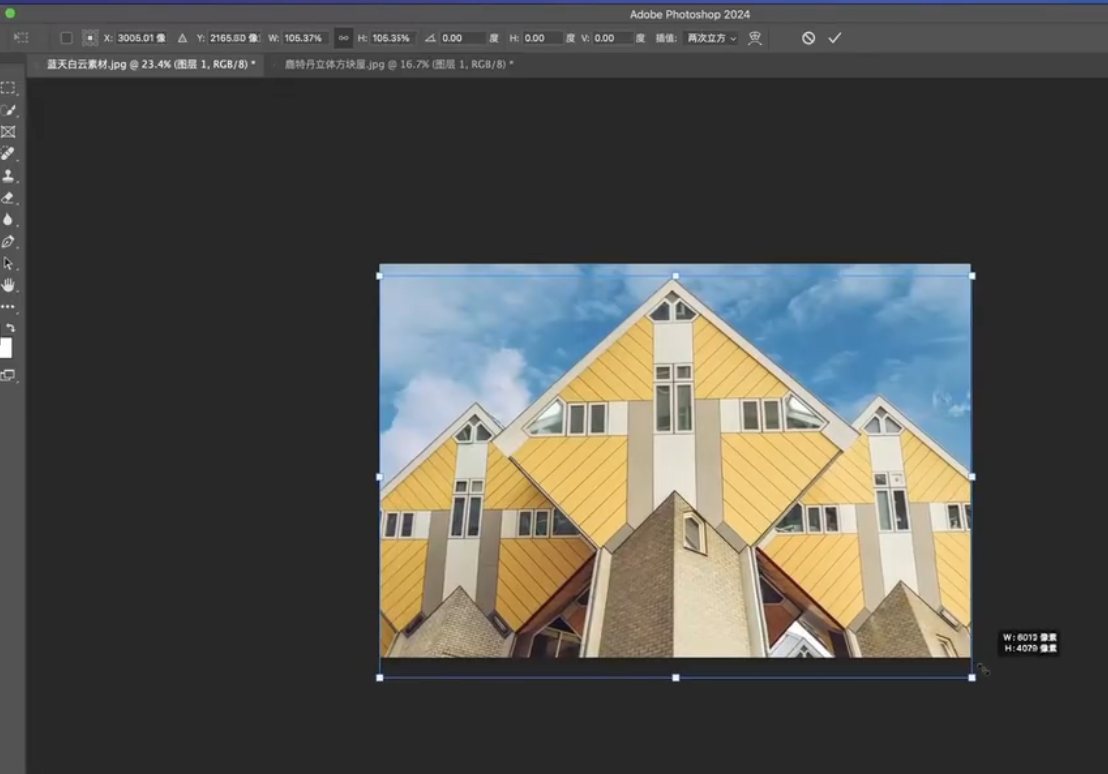 Adobe Photoshop 2024
X: 3005.01 像 Y: 2165.50 像 W: 105.37% H: 105.35% 0.00 度 H: 0.00 度 V: 0.00 度 插值: 两次立方
蓝天白云素材.jpg @ 23.4% (图层 1, RGB/8) * 鹿特丹立体方块屋.jpg @ 16.7% (图层 1, RGB/8) *
W: 6013 像素
H: 4079 像素